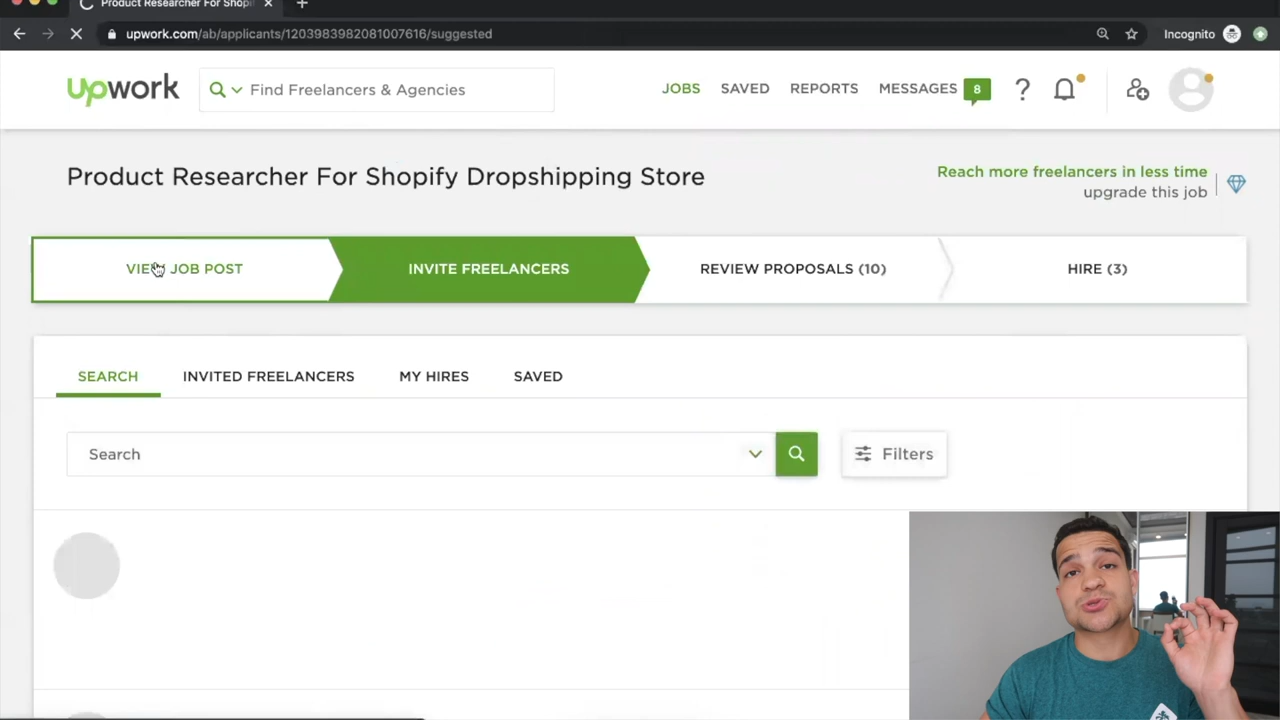 Product Researcher For Shopif
upwork.com/ab/applicants/1203983982081007616/suggested
Incognito
Upwork
Find Freelancers & Agencies
JOBS
SAVED
REPORTS
MESSAGES
8
?
Product Researcher For Shopify Dropshipping Store
Reach more freelancers in less time
upgrade this job
VIEW JOB POST
INVITE FREELANCERS
REVIEW PROPOSALS (10)
HIRE (3)
SEARCH
INVITED FREELANCERS
MY HIRES
SAVED
Search
Filters